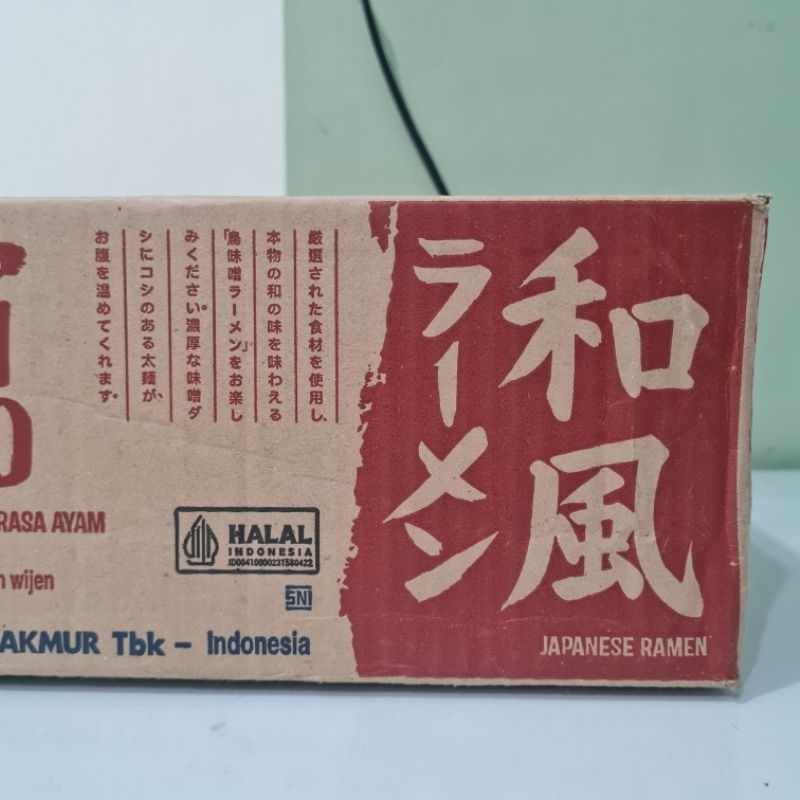 和風
ラーメン
JAPANESE RAMEN
厳選された食材を使用し、
本物の和の味を味わえる
「鳥味噌ラーメン」をお楽し
みください。濃厚な味噌ダ
シにコシのある太麺が、
お腹を温めてくれます。
RASA AYAM
wijen
HALAL
INDONESIA
ID00410000231580422
SNI
AKMUR Tbk – Indonesia